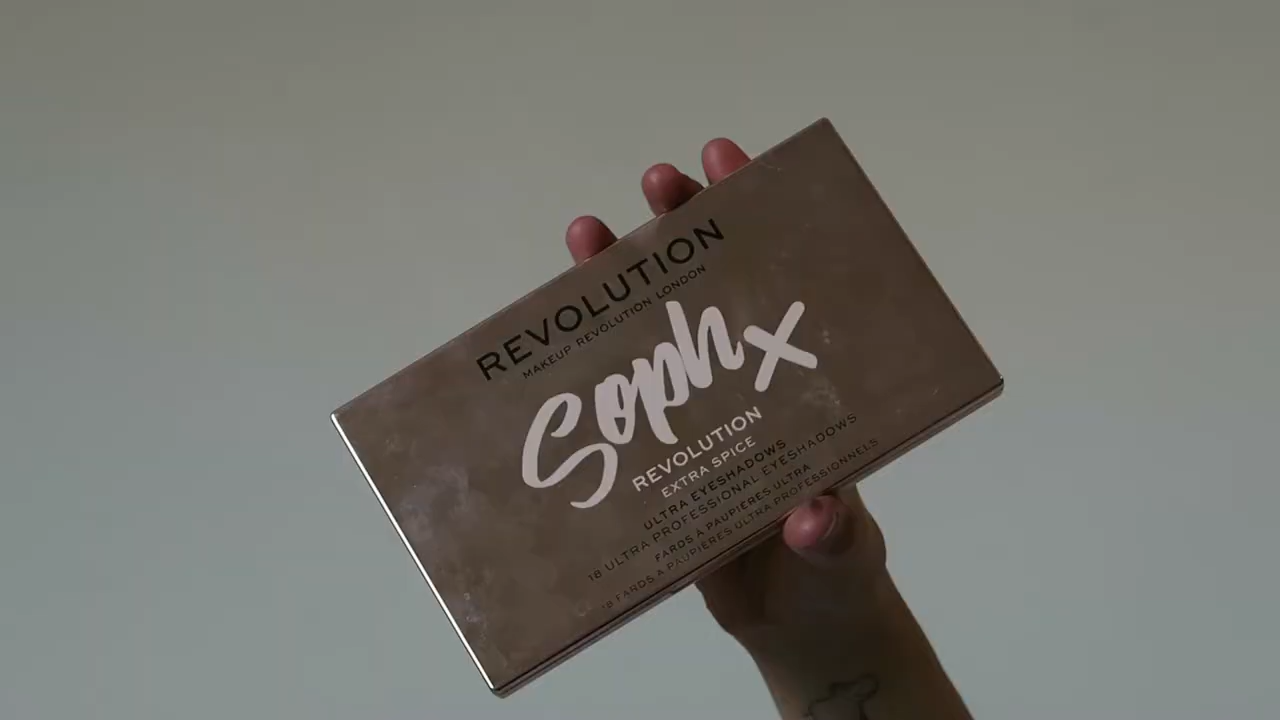 REVOLUTION
MAKEUP REVOLUTION LONDON
Soph x
REVOLUTION
EXTRA SPICE
ULTRA EYESHADOWS
18 ULTRA PROFESSIONAL EYESHADOWS
FARDS À PAUPIÈRES ULTRA
18 FARDS À PAUPIÈRES ULTRA PROFESSIONNELS